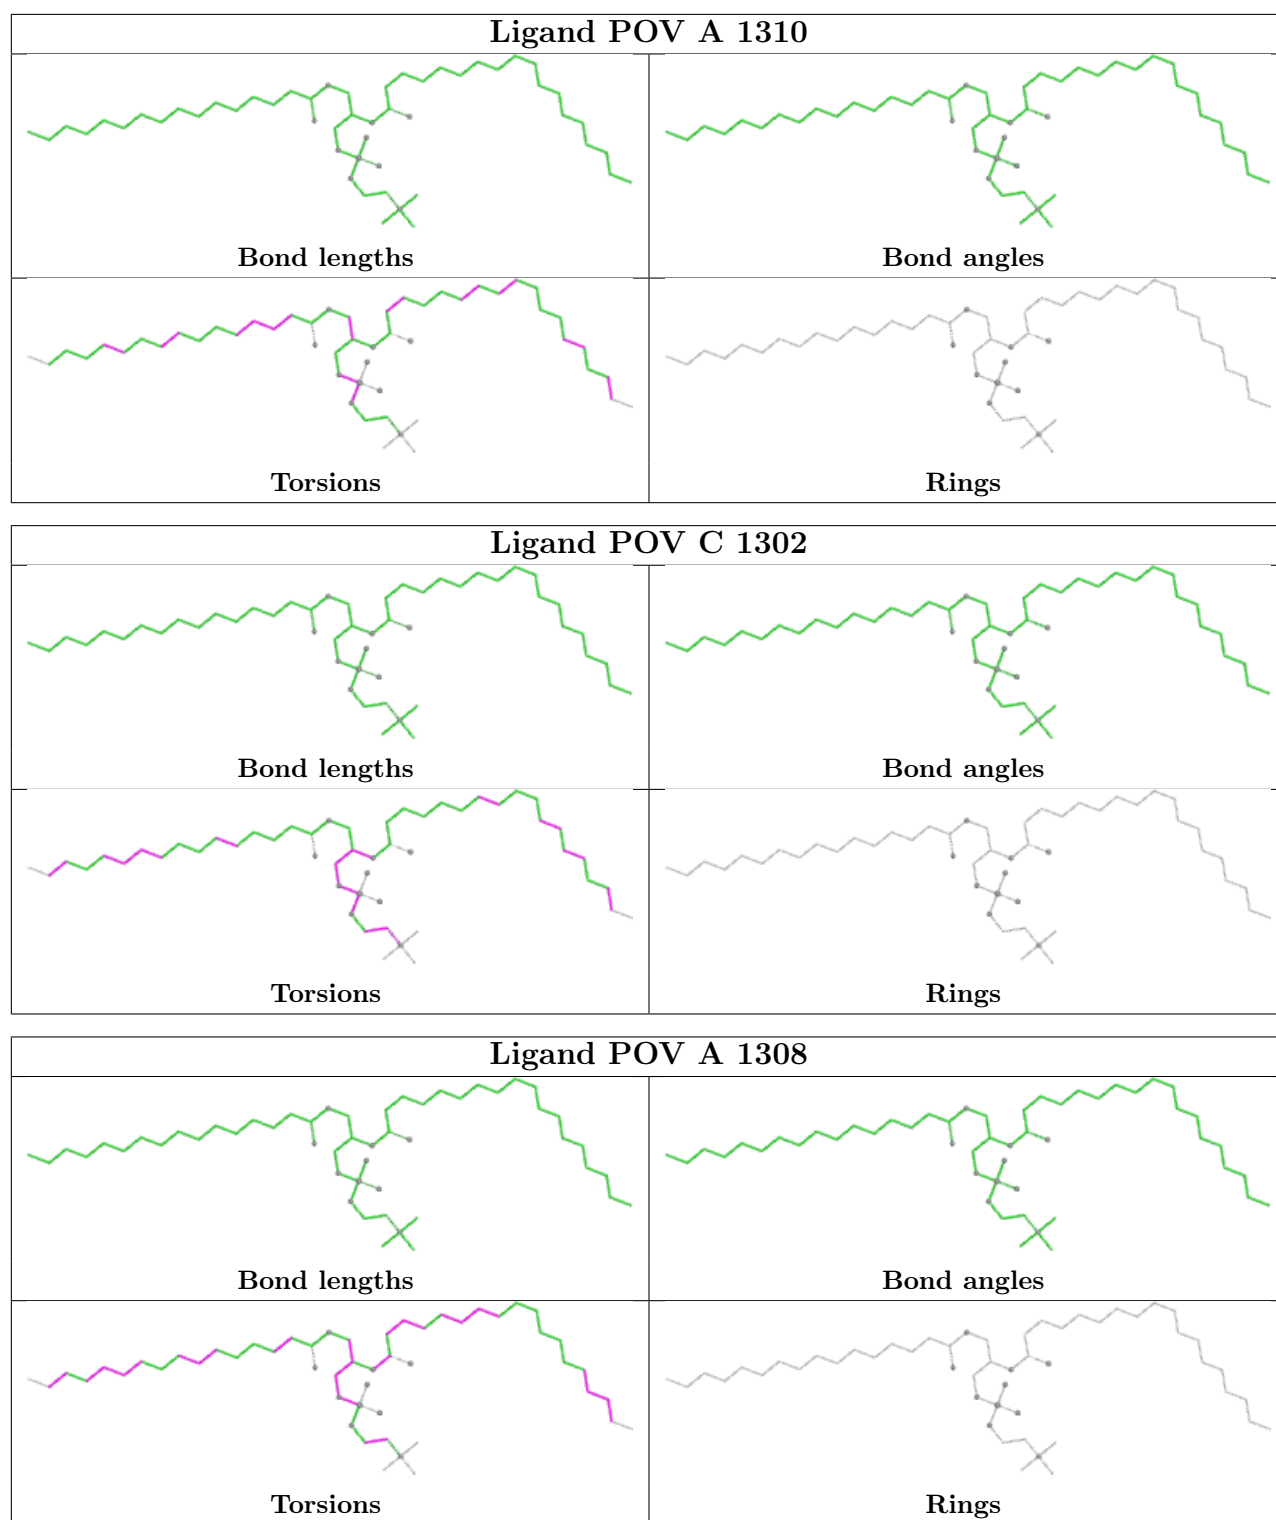 Ligand POV A 1310
Bond lengths
Bond angles
Torsions
Rings
Ligand POV C 1302
Bond lengths
Bond angles
Torsions
Rings
Ligand POV A 1308
Bond lengths
Bond angles
Torsions
Rings